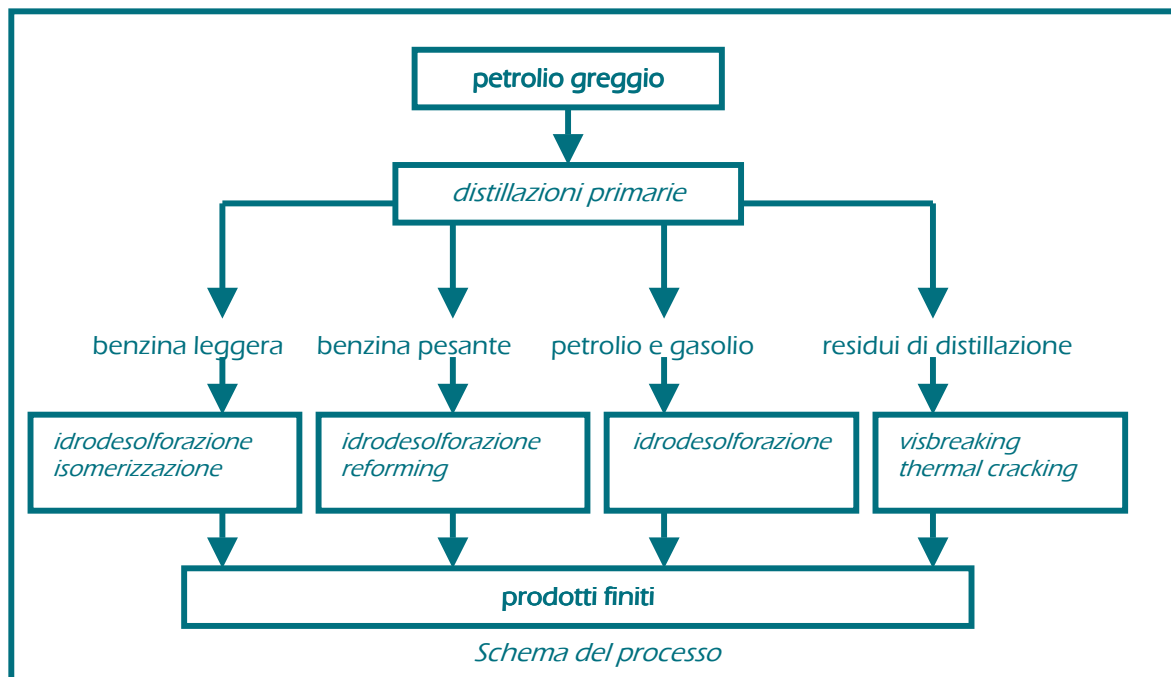 petrolio greggio
distillazioni primarie
benzina leggera
benzina pesante
petrolio e gasolio
residui di distillazione
idrodesolforazione
isomerizzazione
idrodesolforazione
reforming
idrodesolforazione
visbreaking
thermal cracking
prodotti finiti
Schema del processo